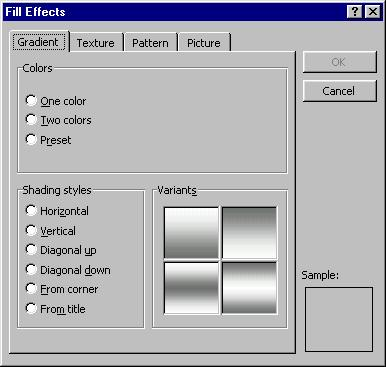 Fill Effects
Gradient Texture Pattern Picture
OK
Cancel
Colors
One color
Two colors
Preset
Shading styles
Horizontal
Vertical
Diagonal up
Diagonal down
From corner
From title
Variants
Sample: